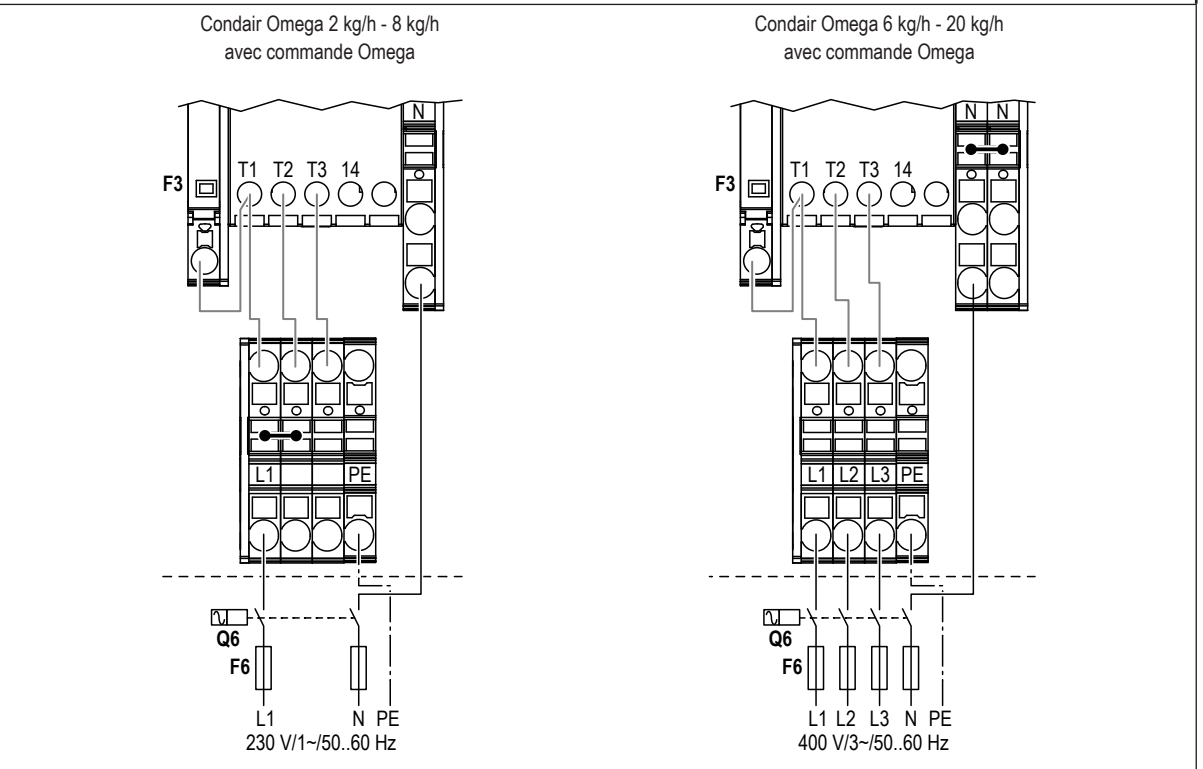 Condair Omega 2 kg/h - 8 kg/h
avec commande Omega
N
F3
T1 T2 T3 14
L1 PE
Q6
F6
L1 N PE
230 V/1~/50..60 Hz
Condair Omega 6 kg/h - 20 kg/h
avec commande Omega
N N
F3
T1 T2 T3 14
L1 L2 L3 PE
Q6
F6
L1 L2 L3 N PE
400 V/3~/50..60 Hz